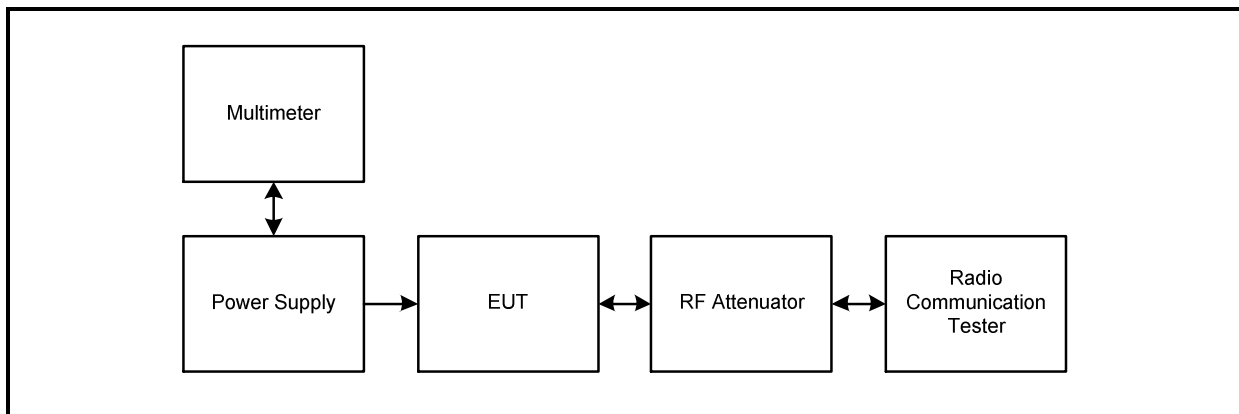 Multimeter
Power Supply
EUT
RF Attenuator
Radio
Communication
Tester